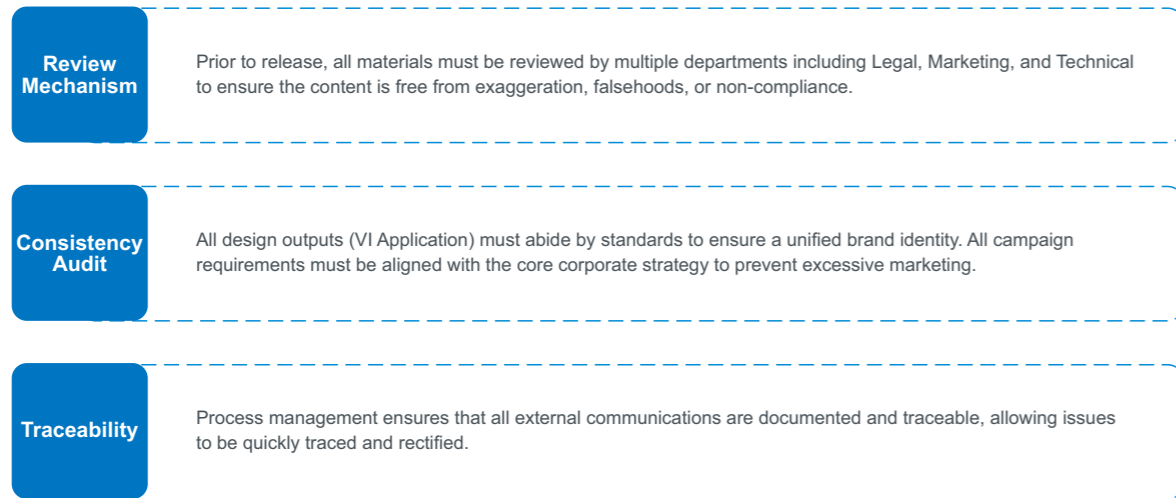 Review
Mechanism
Prior to release, all materials must be reviewed by multiple departments including Legal, Marketing, and Technical
to ensure the content is free from exaggeration, falsehoods, or non-compliance.
Consistency
Audit
All design outputs (VI Application) must abide by standards to ensure a unified brand identity. All campaign
requirements must be aligned with the core corporate strategy to prevent excessive marketing.
Traceability
Process management ensures that all external communications are documented and traceable, allowing issues
to be quickly traced and rectified.